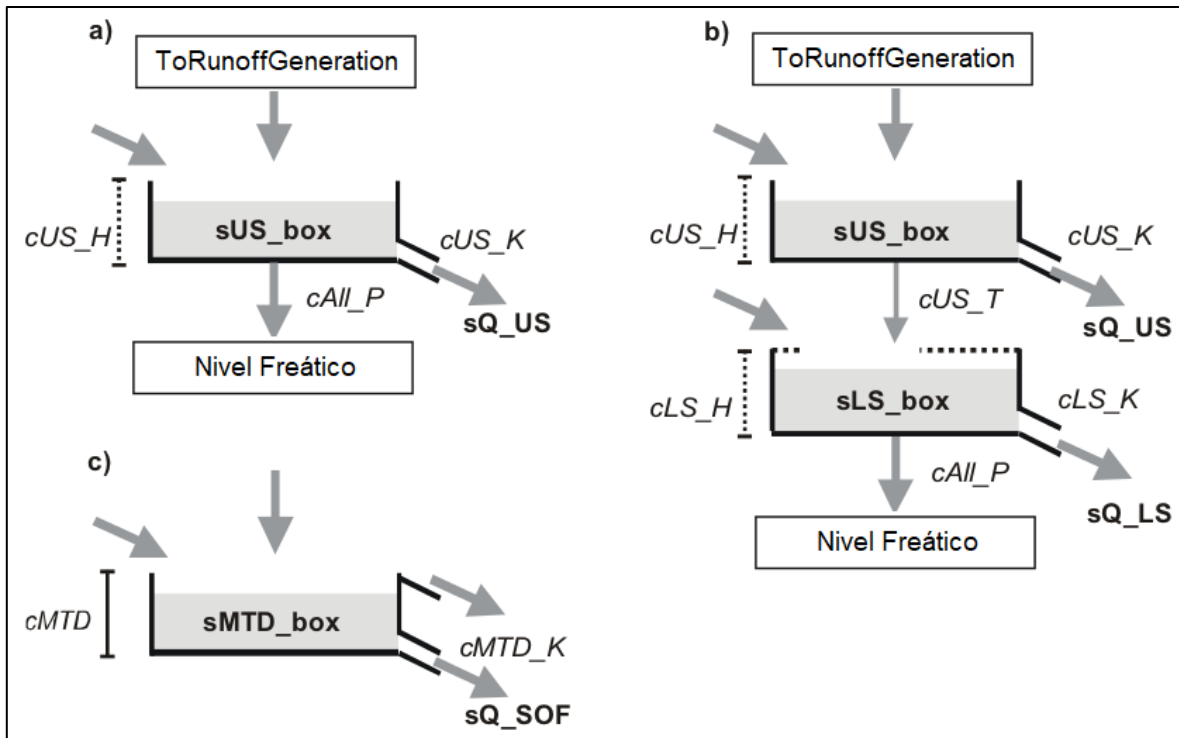 a)
ToRunoffGeneration
cUS_H
sUS_box
cUS_K
cAll_P
sQ_US
Nivel Freático
b)
ToRunoffGeneration
cUS_H
sUS_box
cUS_K
cUS_T
sQ_US
cLS_H
sLS_box
cLS_K
cAll_P
sQ_LS
Nivel Freático
c)
cMTD
sMTD_box
cMTD_K
sQ_SOF